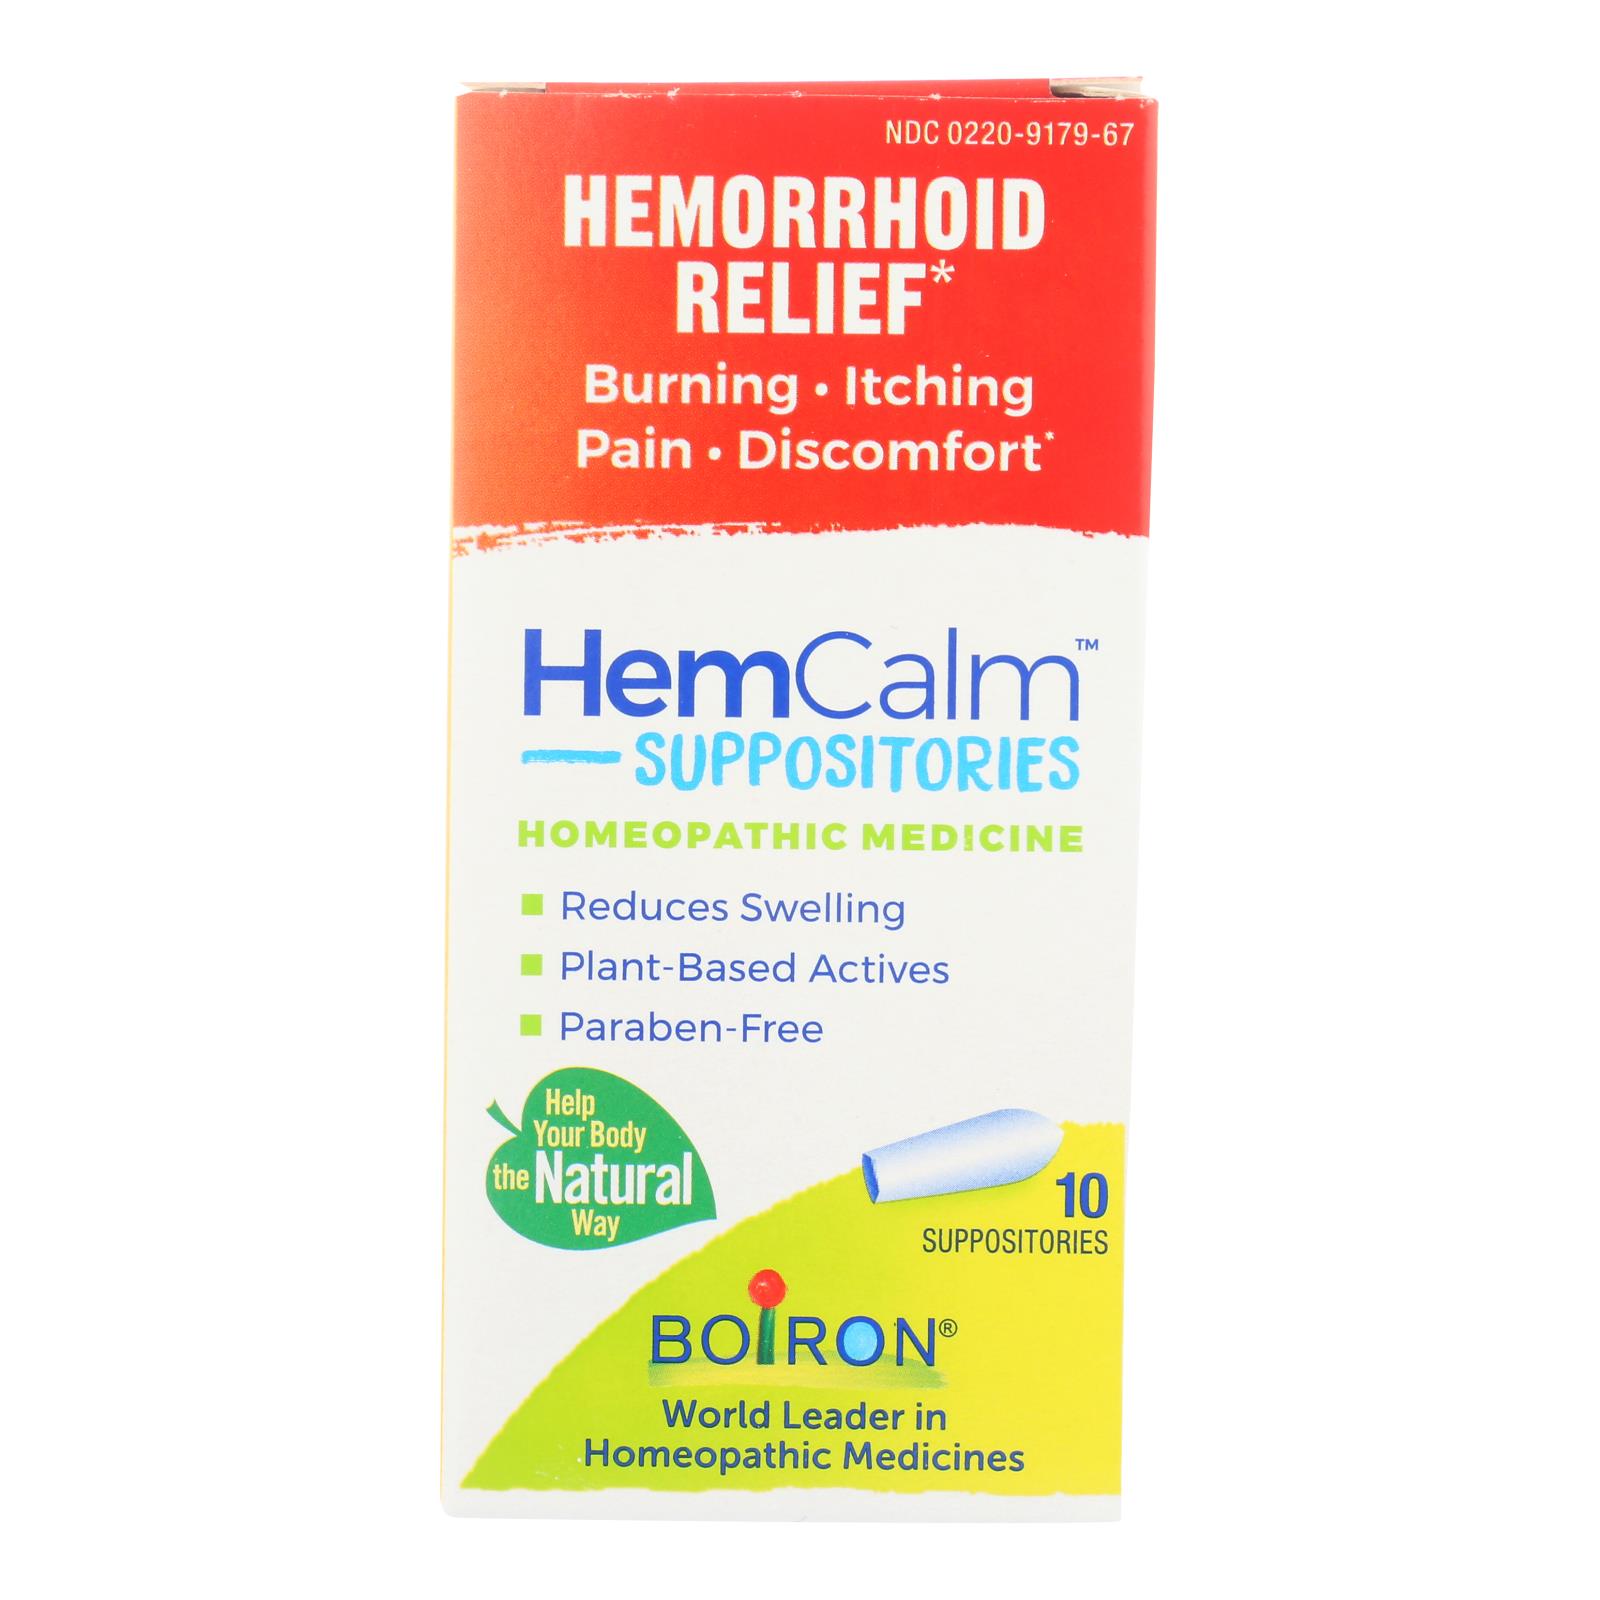 NDC 0220-9179-67
HEMORRHOID
RELIEF*
Burning • Itching
Pain • Discomfort*
HemCalm™
SUPPOSITORIES
HOMEOPATHIC MEDICINE
Reduces Swelling
Plant-Based Actives
Paraben-Free
Help
Your Body
the Natural
Way
10
SUPPOSITORIES
BOIRON®
World Leader in
Homeopathic Medicines